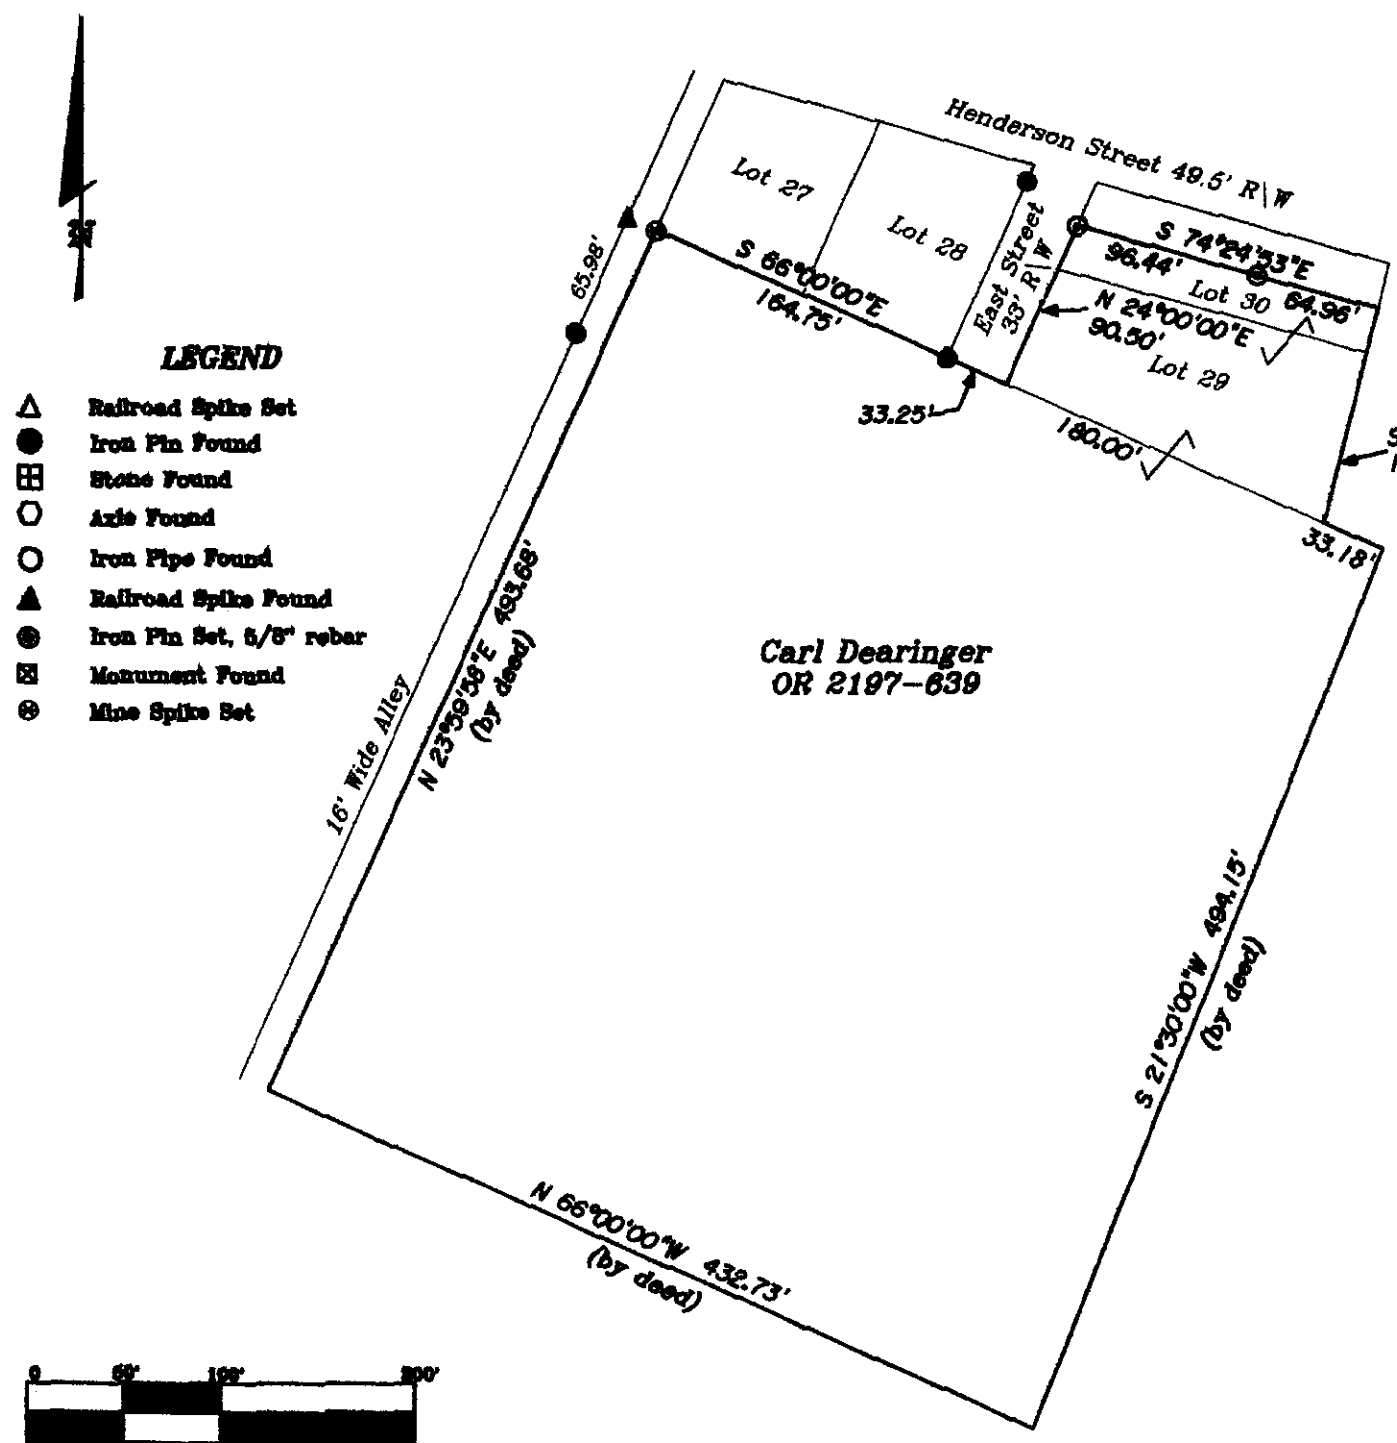 Henderson Street 49.5' R\W
Lot 27
Lot 28
East Street
33' R\W
S 74°24'53"E
96.44'
64.96'
Lot 30
N 24°00'00"E
90.50'
Lot 29
S 66°00'00"E
164.75'
65.98'
33.25'
180.00'
33.18'
S
1
LEGEND
Railroad Spike Set
Iron Pin Found
Stone Found
Axle Found
Iron Pipe Found
Railroad Spike Found
Iron Pin Set, 5/8" rebar
Monument Found
Mine Spike Set
16' Wide Alley
N 23°59'58"E 493.68'
(by deed)
Carl Dearinger
OR 2197-639
S 21°30'00"W 494.15'
(by deed)
N 66°00'00"W 432.73'
(by deed)
0 50' 100' 200'